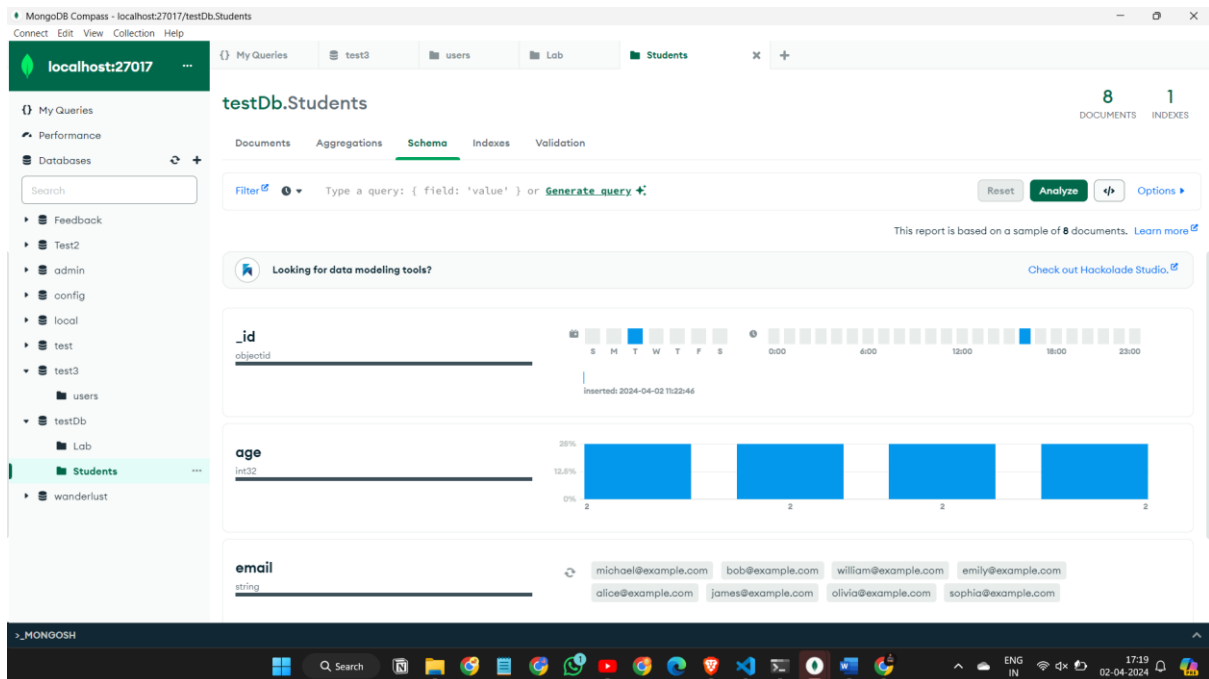 MongoDB Compass - localhost:27017/testDb.Students
Connect Edit View Collection Help
localhost:27017 ...
{} My Queries
test3
users
Lab
Students
{} My Queries
Performance
Databases
Search
Feedback
Test2
admin
config
local
test
test3
users
testDb
Lab
Students ...
wanderlust
testDb.Students
8
DOCUMENTS
1
INDEXES
Documents Aggregations Schema Indexes Validation
Filter Type a query: { field: 'value' } or Generate query Reset Analyze </> Options
This report is based on a sample of 8 documents. Learn more
Looking for data modeling tools? Check out Hackolade Studio.
_id
objectid
S M T W T F S 0:00 6:00 12:00 18:00 23:00
inserted: 2024-04-02 11:22:46
age
int32
25%
12.5%
0%
2 2 2 2
email
string
michael@example.com bob@example.com william@example.com emily@example.com
alice@example.com james@example.com olivia@example.com sophia@example.com
>_MONGOSH
Search
1
ENG
IN
17:19
02-04-2024